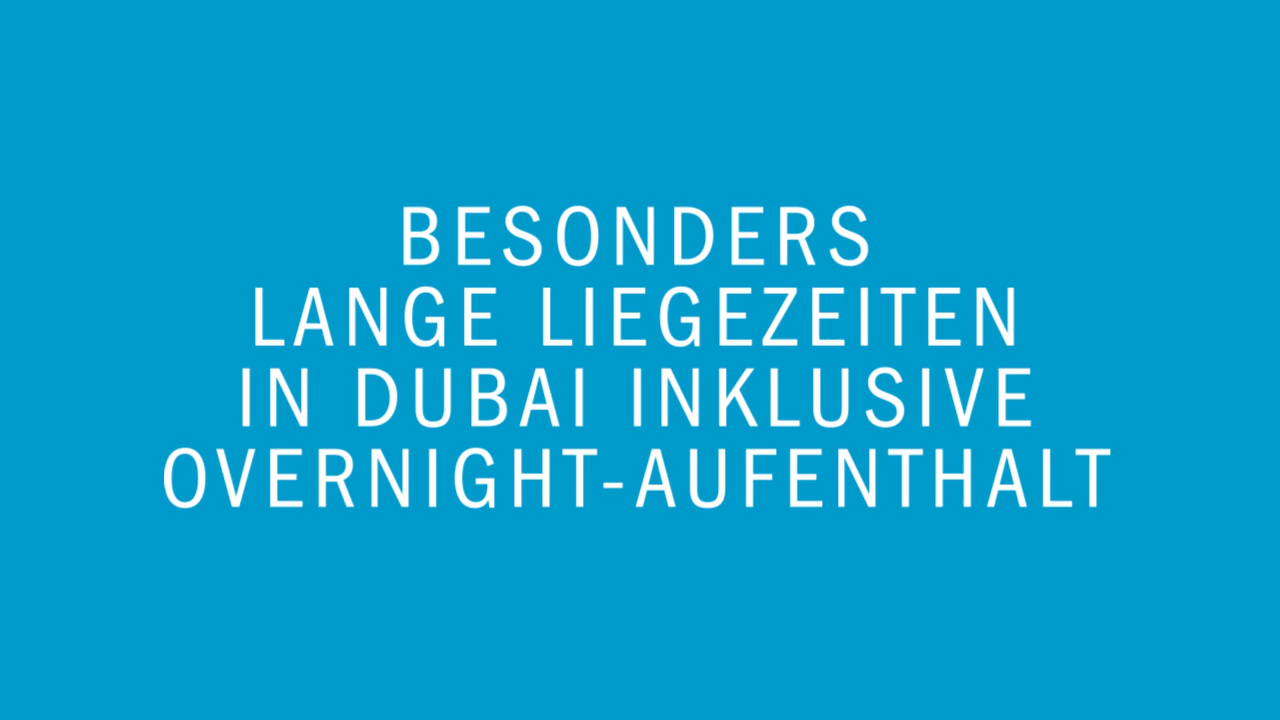 BESONDERS
LANGE LIEGEZEITEN
IN DUBAI INKLUSIVE
OVERNIGHT-AUFENTHALT